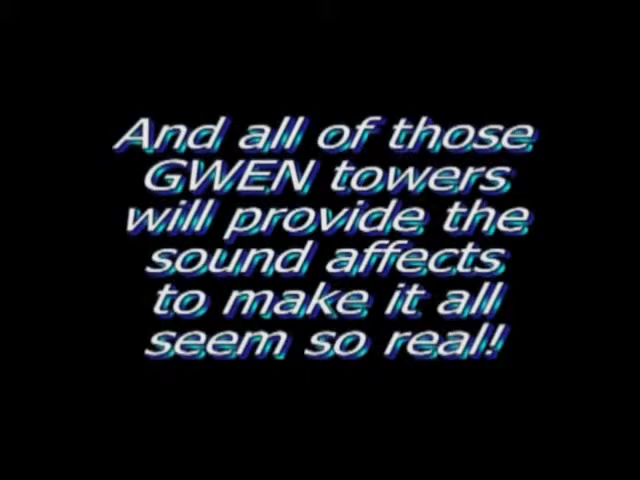 And all of those
GWEN towers
will provide the
sound affects
to make it all
seem so real!